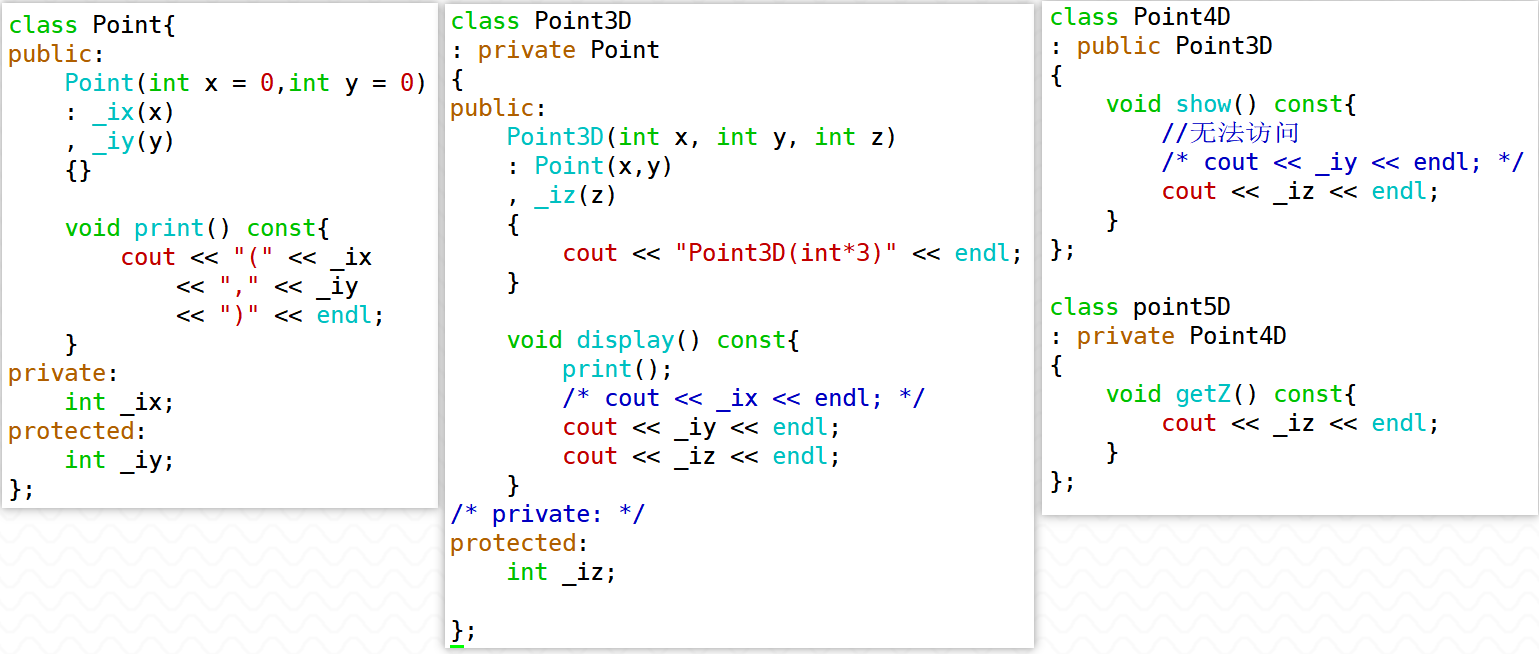 class Point{
public:
    Point(int x = 0,int y = 0)
    : _ix(x)
    , _iy(y)
    {}

    void print() const{
        cout << "(" << _ix
            << "," << _iy
            << ")" << endl;
    }
private:
    int _ix;
protected:
    int _iy;
};
class Point3D
: private Point
{
public:
    Point3D(int x, int y, int z)
    : Point(x,y)
    , _iz(z)
    {
        cout << "Point3D(int*3)" << endl;
    }

    void display() const{
        print();
        /* cout << _ix << endl; */
        cout << _iy << endl;
        cout << _iz << endl;
    }
/* private: */
protected:
    int _iz;

};
class Point4D
: public Point3D
{
    void show() const{
        //无法访问
        /* cout << _iy << endl; */
        cout << _iz << endl;
    }
};

class point5D
: private Point4D
{
    void getZ() const{
        cout << _iz << endl;
    }
};